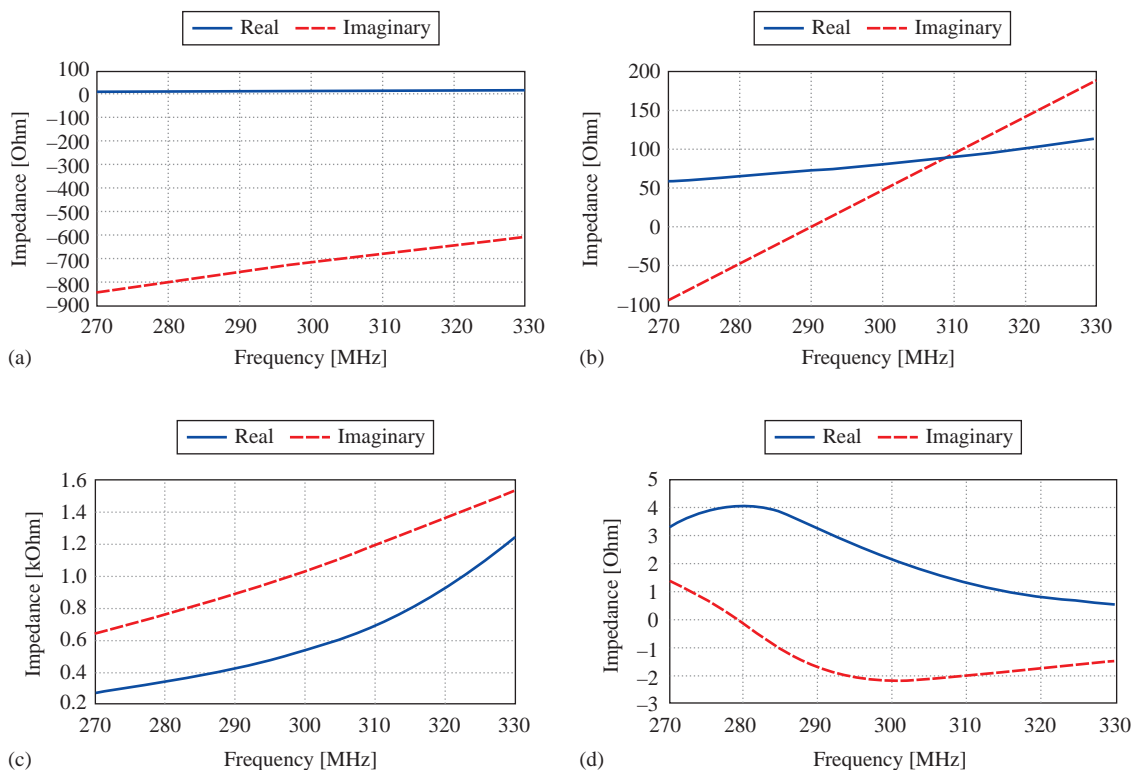 Real Imaginary
Impedance [Ohm]
100
0
−100
−200
−300
−400
−500
−600
−700
−800
−900
270 280 290 300 310 320 330
(a) Frequency [MHz]
Real Imaginary
Impedance [Ohm]
200
150
100
50
0
−50
−100
270 280 290 300 310 320 330
(b) Frequency [MHz]
Real Imaginary
Impedance [kOhm]
1.6
1.4
1.2
1.0
0.8
0.6
0.4
0.2
270 280 290 300 310 320 330
(c) Frequency [MHz]
Real Imaginary
Impedance [Ohm]
5
4
3
2
1
0
−1
−2
−3
270 280 290 300 310 320 330
(d) Frequency [MHz]